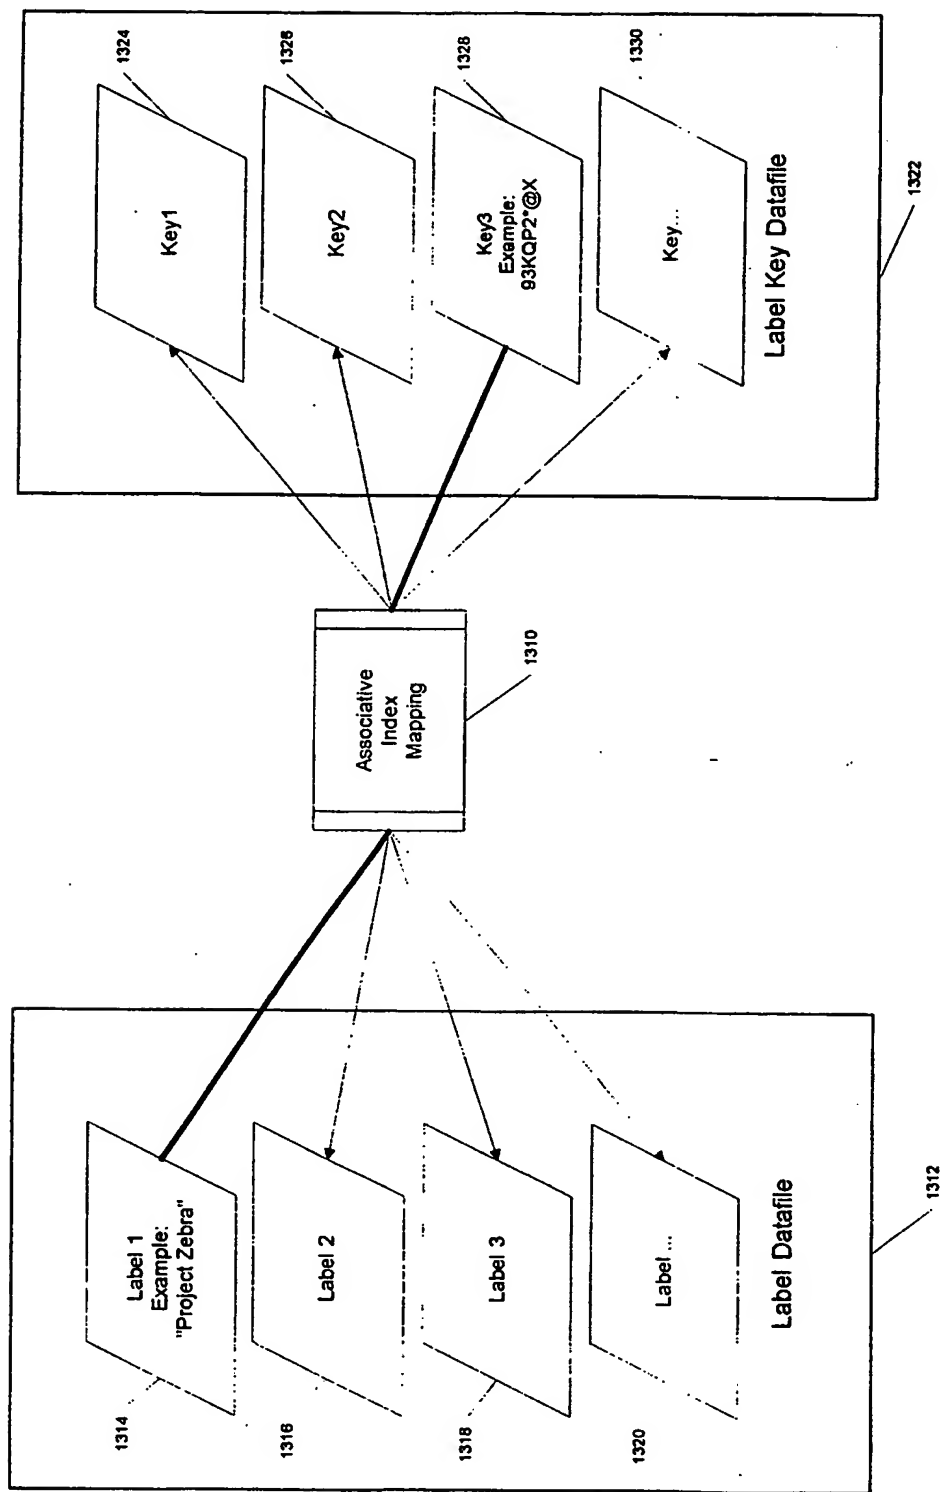 1314
Label 1
Example:
"Project Zebra"
1316
Label 2
1318
Label 3
1320
Label ...
Label Datafile
1312
Associative
Index
Mapping
1310
1324
Key1
1326
Key2
1328
Key3
Example:
93KQP2*@X
1330
Key...
Label Key Datafile
1322